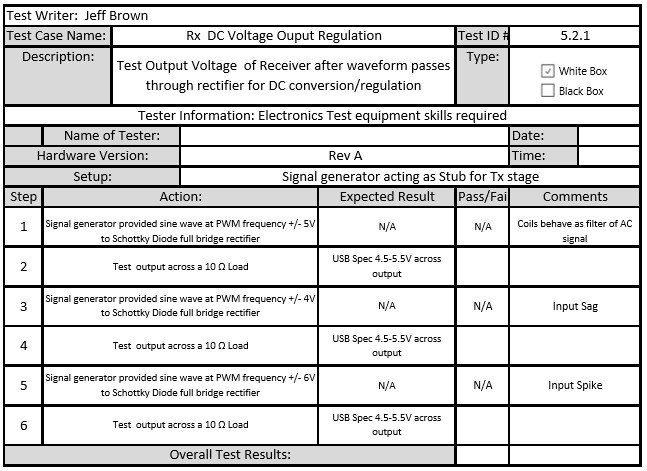 Test Writer: Jeff Brown
Test Case Name: Rx DC Voltage Ouput Regulation Test ID # 5.2.1
Description: Test Output Voltage of Receiver after waveform passes through rectifier for DC conversion/regulation Type:
White Box
Black Box
Tester Information: Electronics Test equipment skills required
Name of Tester: Date:
Hardware Version: Rev A Time:
Setup: Signal generator acting as Stub for Tx stage
Step Action: Expected Result Pass/Fai Comments
1 Signal generator provided sine wave at PWM frequency +/- 5V to Schottky Diode full bridge rectifier N/A N/A Coils behave as filter of AC signal
2 Test output across a 10 Ω Load USB Spec 4.5-5.5V across output
3 Signal generator provided sine wave at PWM frequency +/- 4V to Schottky Diode full bridge rectifier N/A N/A Input Sag
4 Test output across a 10 Ω Load USB Spec 4.5-5.5V across output
5 Signal generator provided sine wave at PWM frequency +/- 6V to Schottky Diode full bridge rectifier N/A N/A Input Spike
6 Test output across a 10 Ω Load USB Spec 4.5-5.5V across output
Overall Test Results: